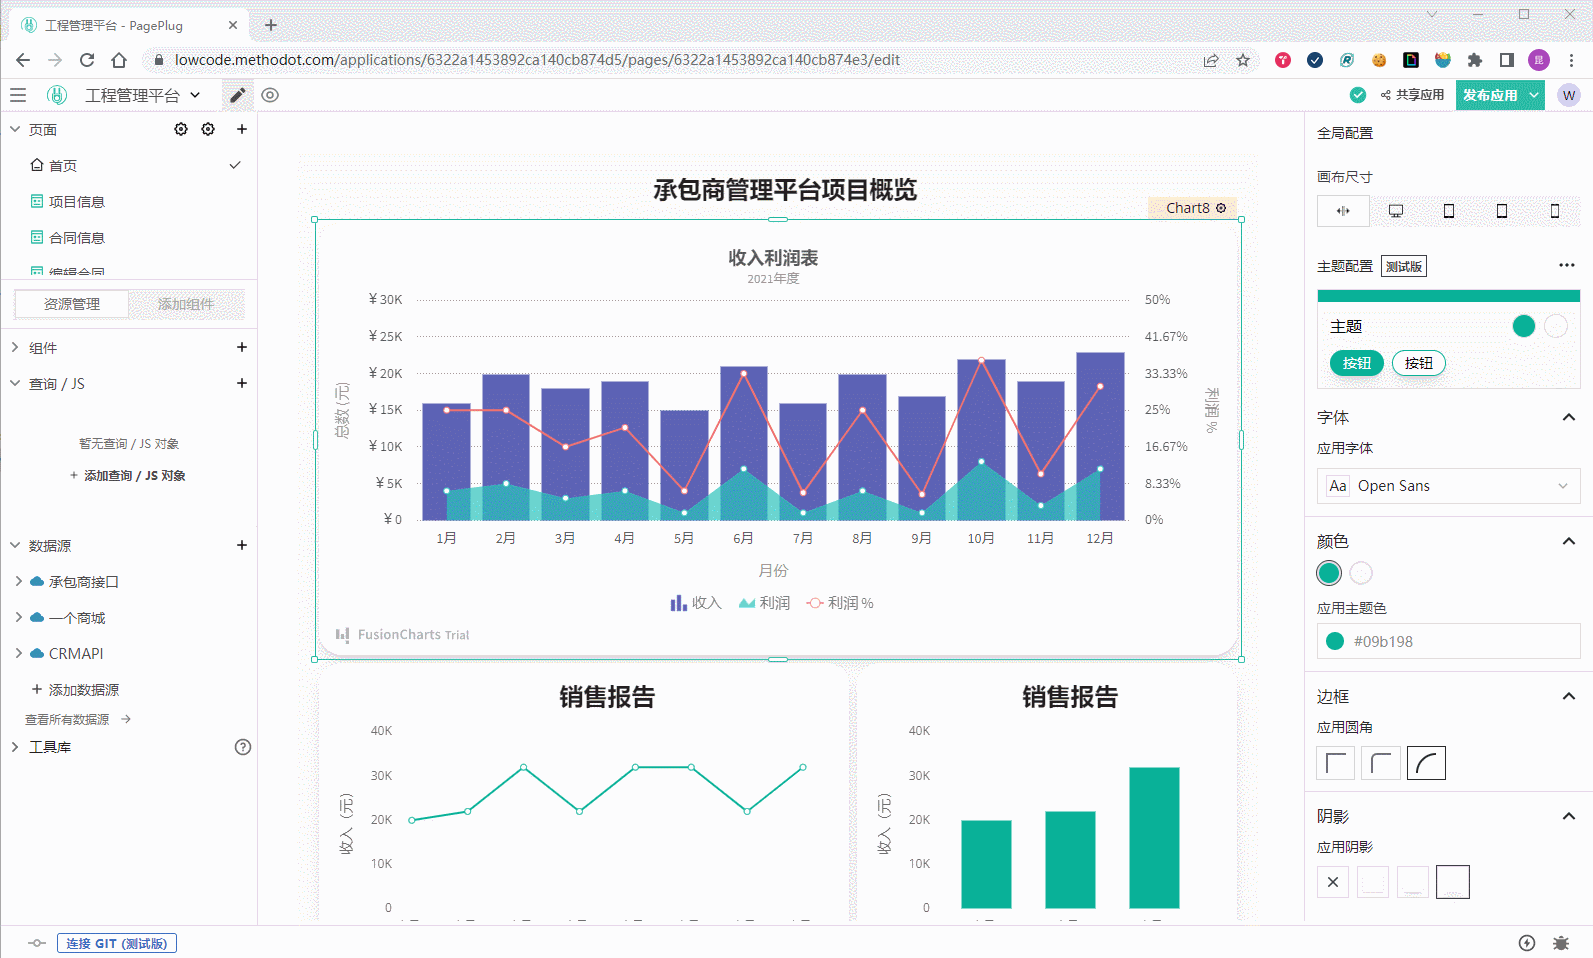 工程管理平台 - PagePlug
lowcode.methodot.com/applications/6322a1453892ca140cb874d5/pages/6322a1453892ca140cb874e3/edit
昆
工程管理平台
共享应用
发布应用
W
页面
首页
项目信息
合同信息
编辑合同
资源管理
添加组件
组件
查询 / JS
暂无查询 / JS 对象
+ 添加查询 / JS 对象
数据源
承包商接口
一个商城
CRMAPI
+ 添加数据源
查看所有数据源 →
工具库
连接 GIT (测试版)
承包商管理平台项目概览
Chart8
收入利润表
2021年度
￥30K
￥25K
￥20K
￥15K
￥10K
￥5K
￥0
总数 (元)
50%
41.67%
33.33%
25%
16.67%
8.33%
0%
利润 %
1月 2月 3月 4月 5月 6月 7月 8月 9月 10月 11月 12月
月份
收入 利润 利润 %
FusionCharts Trial
销售报告
40K
30K
20K
10K
0
收入（元）
销售报告
40K
30K
20K
10K
0
收入（元）
全局配置
画布尺寸
主题配置 测试版
主题
按钮 按钮
字体
应用字体
Aa Open Sans
颜色
应用主题色
#09b198
边框
应用圆角
阴影
应用阴影